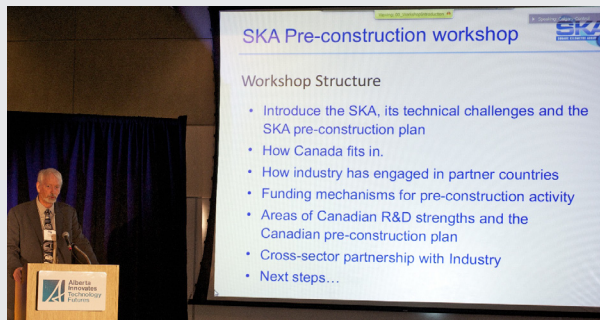 SKA Pre-construction workshop
SKA
Workshop Structure
• Introduce the SKA, its technical challenges and the
SKA pre-construction plan
• How Canada fits in.
• How industry has engaged in partner countries
• Funding mechanisms for pre-construction activity
• Areas of Canadian R&D strengths and the
Canadian pre-construction plan
• Cross-sector partnership with Industry
• Next steps…
Alberta
Innovates
Technology
Futures